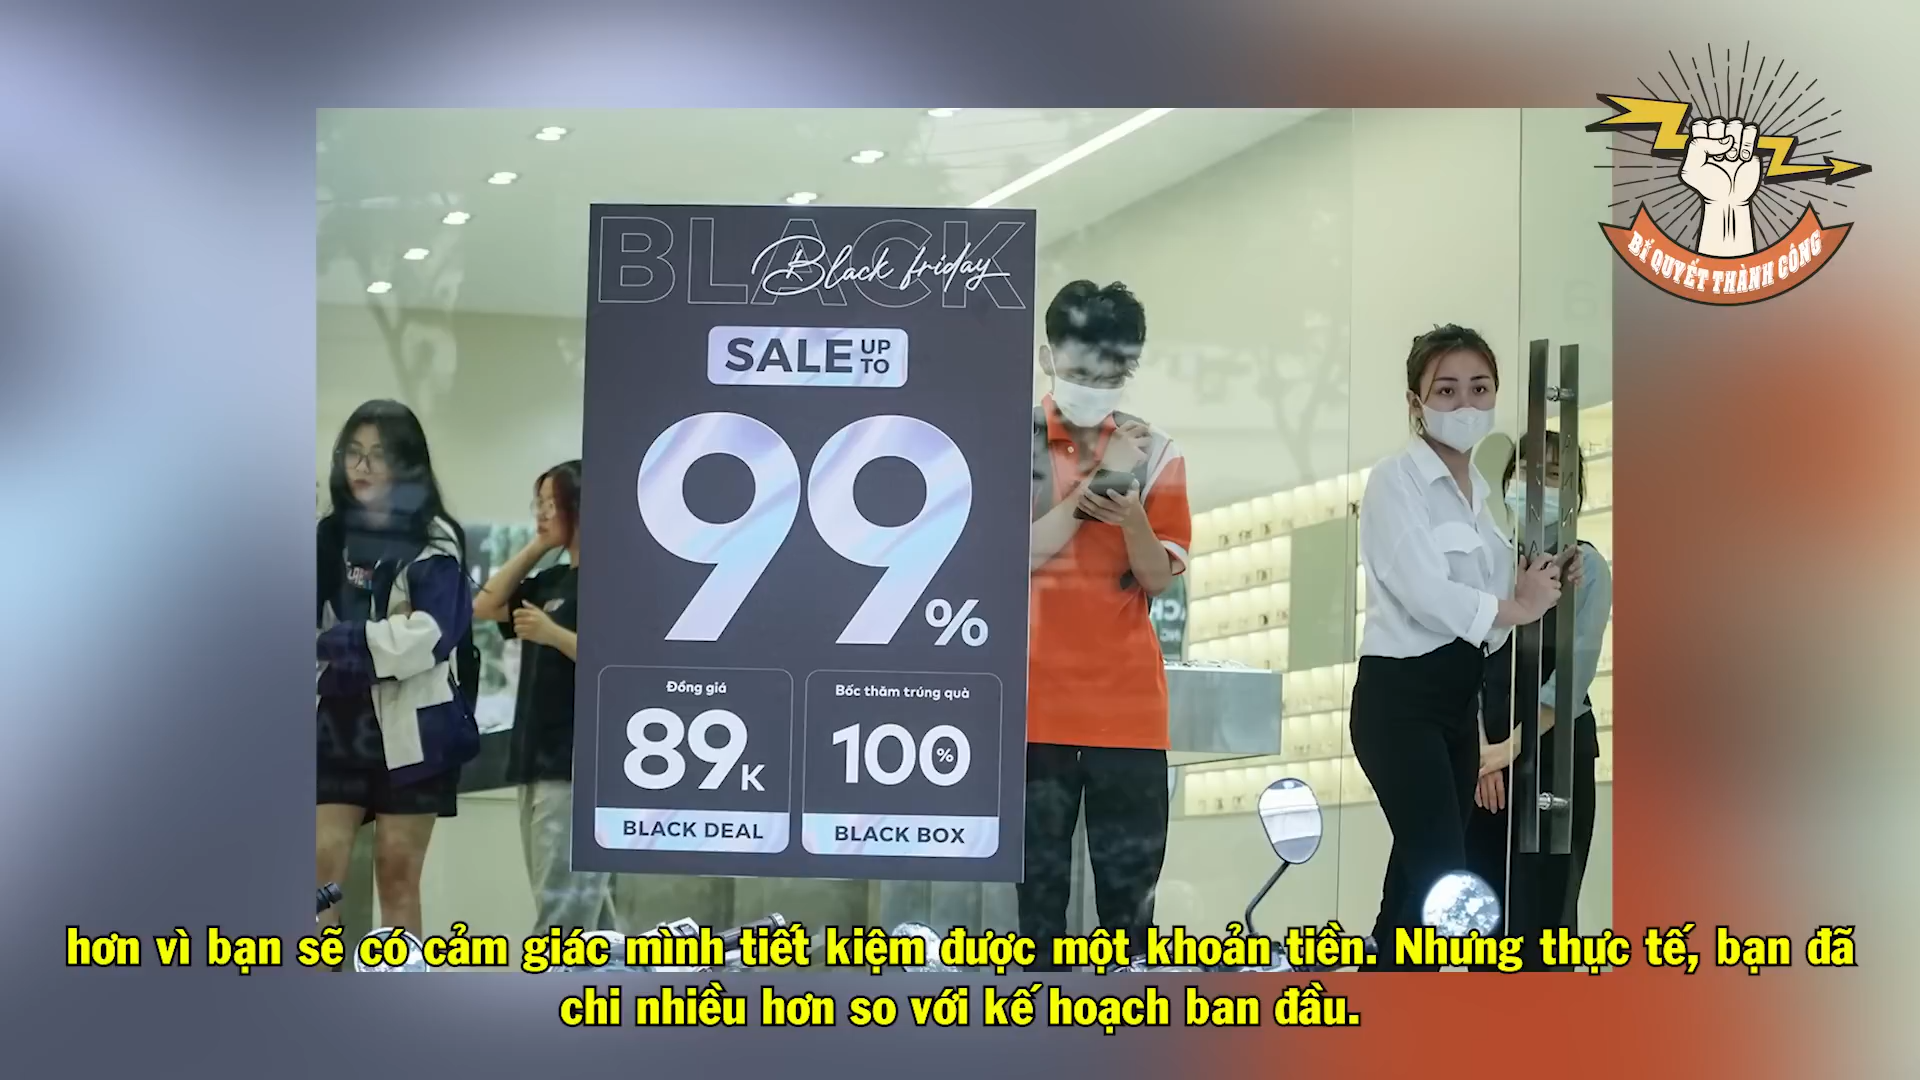 BÍ QUYẾT THÀNH CÔNG
BLACK
Black friday
SALE UP TO
99%
Đồng giá
89K
BLACK DEAL
Bốc thăm trúng quà
100%
BLACK BOX
hơn vì bạn sẽ có cảm giác mình tiết kiệm được một khoản tiền. Nhưng thực tế, bạn đã
chi nhiều hơn so với kế hoạch ban đầu.